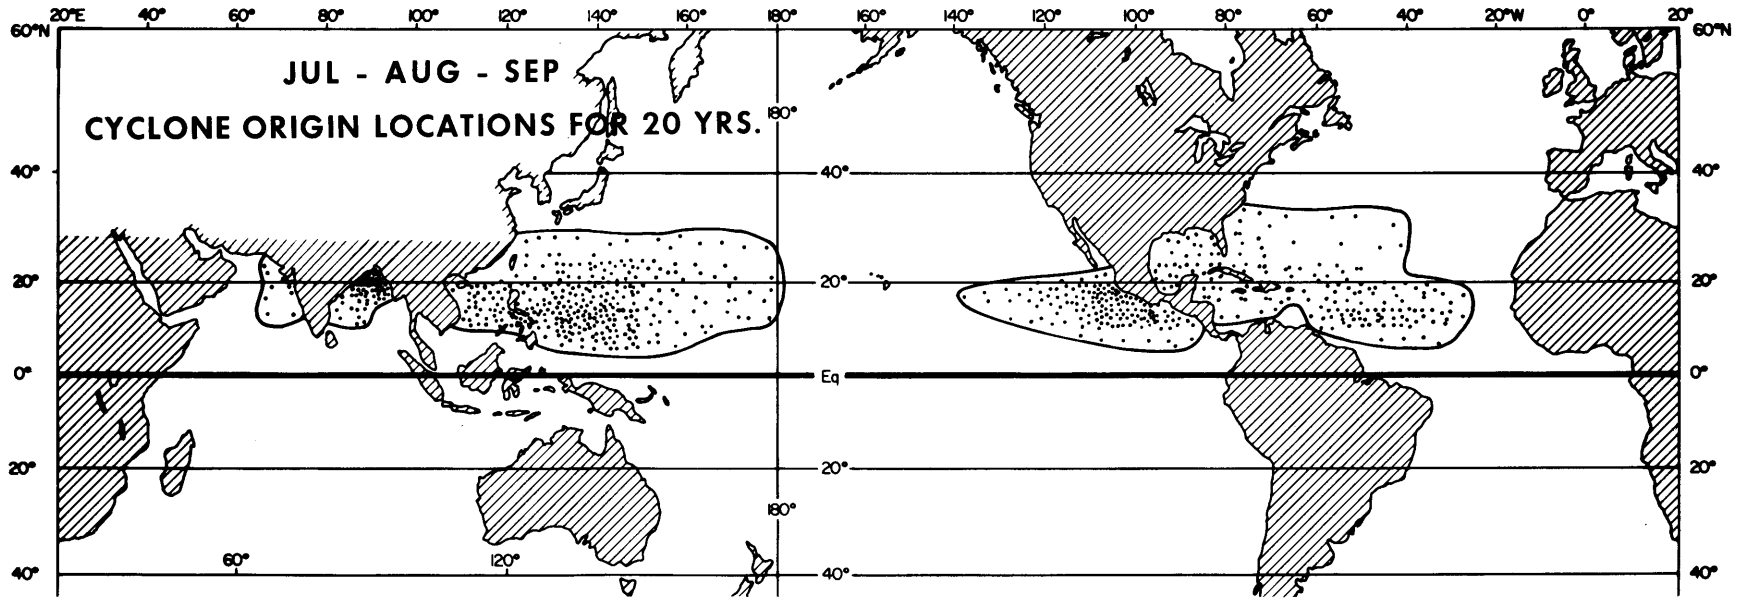 20°E 40° 60° 80° 100° 120° 140° 160° 180° 160° 140° 120° 100° 80° 60° 40° 20°W 0° 20°
60°N 60°N
JUL - AUG - SEP
180°
CYCLONE ORIGIN LOCATIONS FOR 20 YRS.
40° 40° 40°
20° 20° 20°
0° Eq 0°
20° 20° 20°
180°
60° 120°
40° 40° 40°